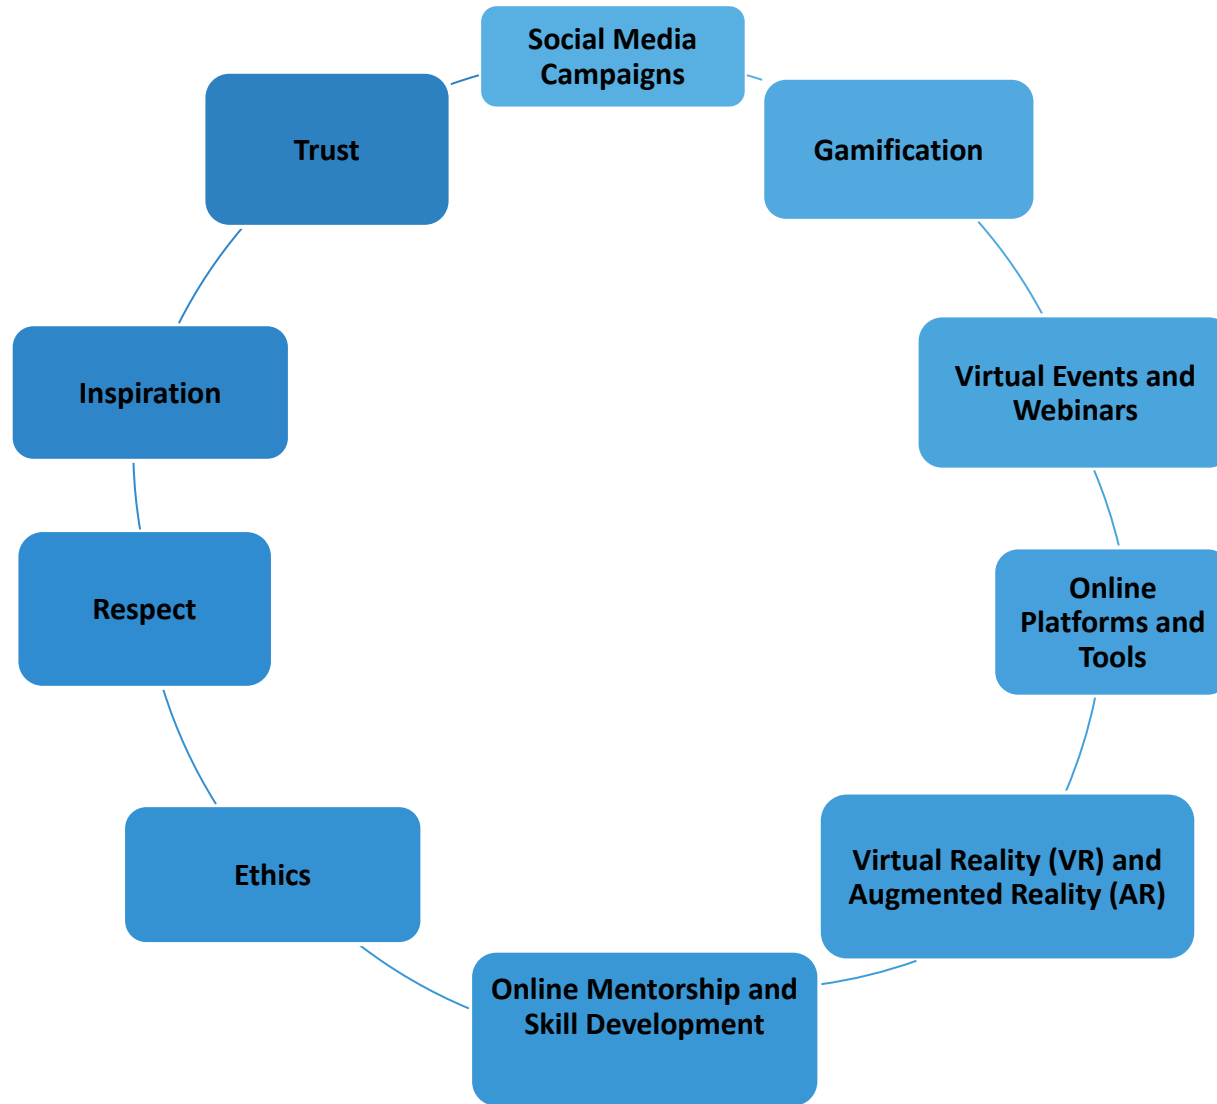 Social Media
Campaigns
Gamification
Virtual Events and
Webinars
Online
Platforms and
Tools
Virtual Reality (VR) and
Augmented Reality (AR)
Online Mentorship and
Skill Development
Ethics
Respect
Inspiration
Trust